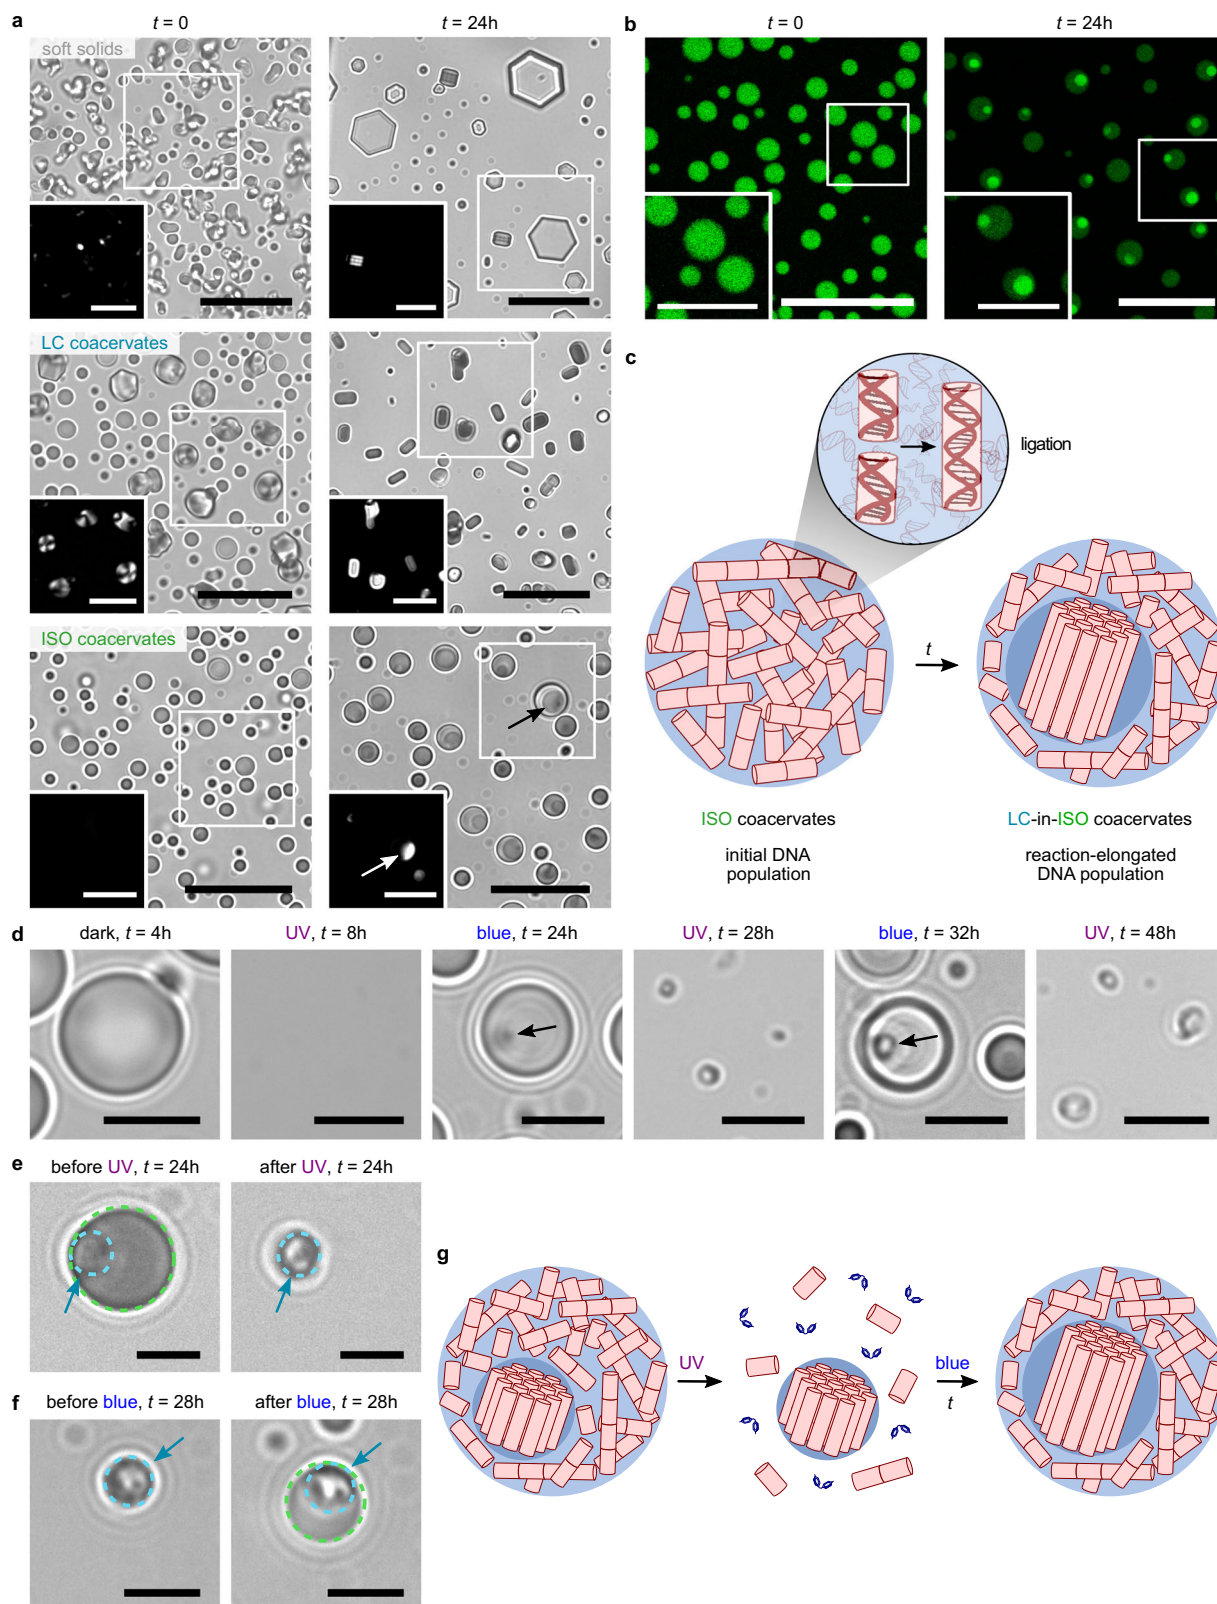 a
t = 0
t = 24h
soft solids
LC coacervates
ISO coacervates
b
t = 0
t = 24h
c
ligation
t
ISO coacervates
LC-in-ISO coacervates
initial DNA
population
reaction-elongated
DNA population
d
dark, t = 4h
UV, t = 8h
blue, t = 24h
UV, t = 28h
blue, t = 32h
UV, t = 48h
e
before UV, t = 24h
after UV, t = 24h
f
before blue, t = 28h
after blue, t = 28h
g
UV
blue
t